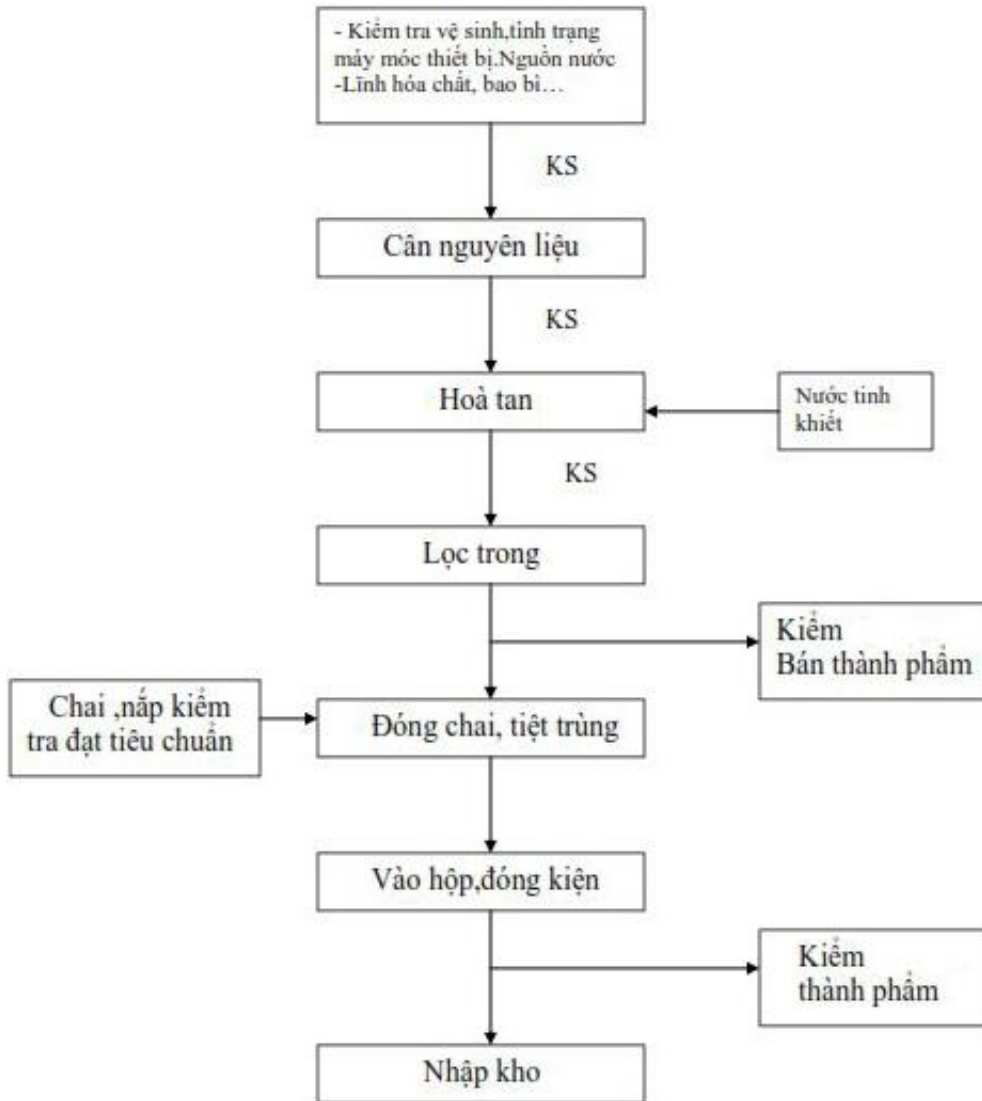 - Kiểm tra vệ sinh,tình trạng
máy móc thiết bị.Nguồn nước
-Lĩnh hóa chất, bao bì…
KS
Cân nguyên liệu
KS
Hoà tan
Nước tinh
khiết
KS
Lọc trong
Kiểm
Bán thành phẩm
Chai ,nắp kiểm
tra đạt tiêu chuẩn
Đóng chai, tiệt trùng
Vào hộp,đóng kiện
Kiểm
thành phẩm
Nhập kho